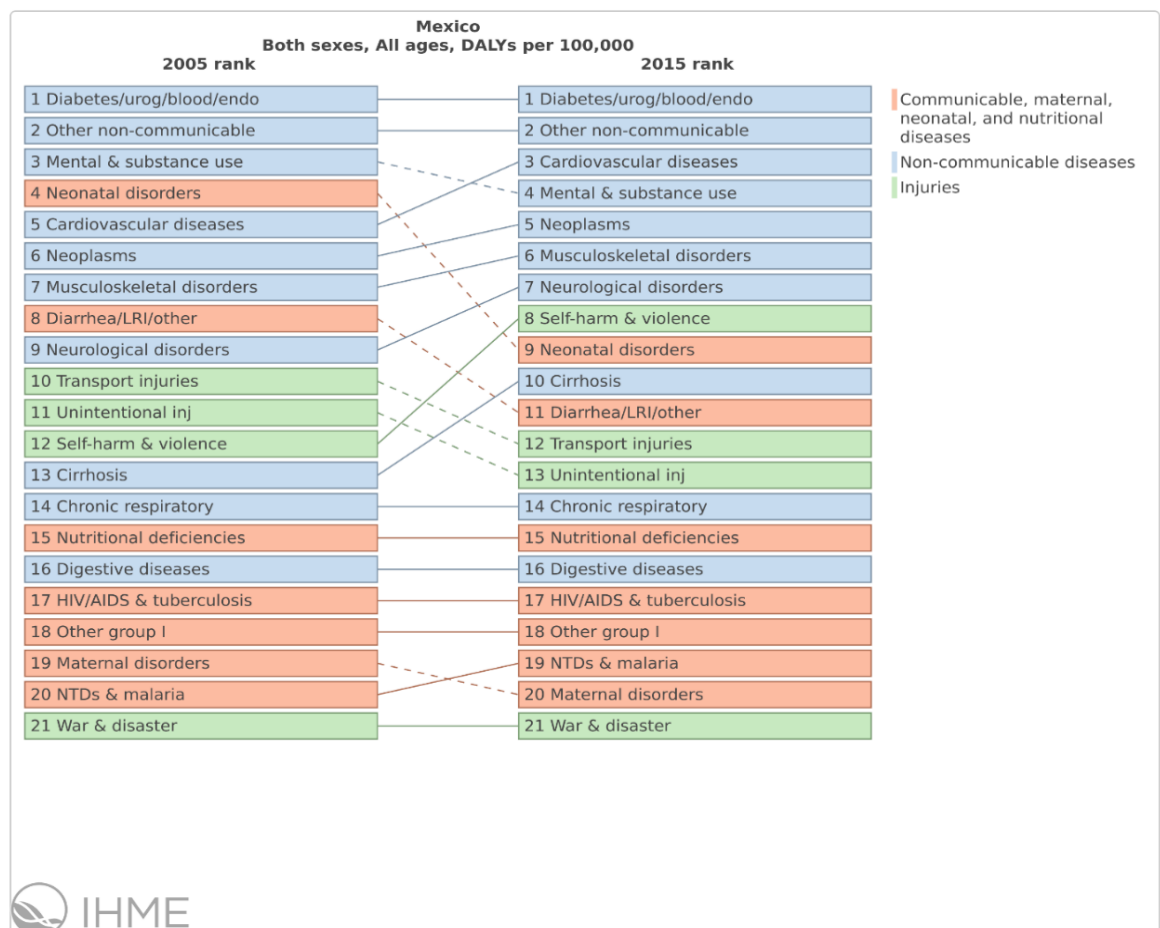 Mexico
Both sexes, All ages, DALYs per 100,000
2005 rank
2015 rank
1 Diabetes/urog/blood/endo
2 Other non-communicable
3 Mental & substance use
4 Neonatal disorders
5 Cardiovascular diseases
6 Neoplasms
7 Musculoskeletal disorders
8 Diarrhea/LRI/other
9 Neurological disorders
10 Transport injuries
11 Unintentional inj
12 Self-harm & violence
13 Cirrhosis
14 Chronic respiratory
15 Nutritional deficiencies
16 Digestive diseases
17 HIV/AIDS & tuberculosis
18 Other group I
19 Maternal disorders
20 NTDs & malaria
21 War & disaster
1 Diabetes/urog/blood/endo
2 Other non-communicable
3 Cardiovascular diseases
4 Mental & substance use
5 Neoplasms
6 Musculoskeletal disorders
7 Neurological disorders
8 Self-harm & violence
9 Neonatal disorders
10 Cirrhosis
11 Diarrhea/LRI/other
12 Transport injuries
13 Unintentional inj
14 Chronic respiratory
15 Nutritional deficiencies
16 Digestive diseases
17 HIV/AIDS & tuberculosis
18 Other group I
19 NTDs & malaria
20 Maternal disorders
21 War & disaster
Communicable, maternal,
neonatal, and nutritional
diseases
Non-communicable diseases
Injuries
IHME